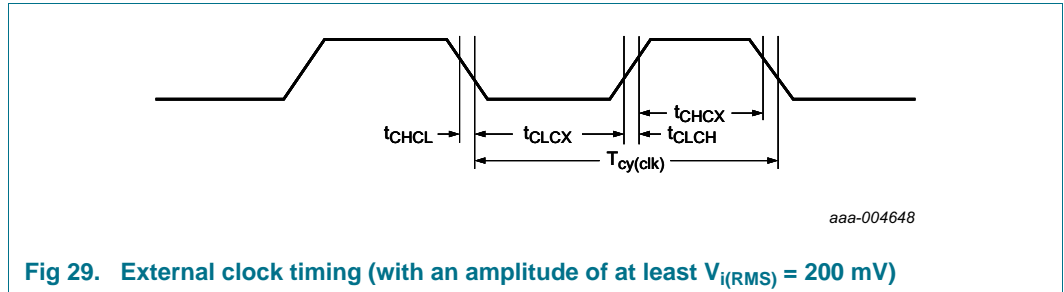 tCHCX
tCHCL tCLCX tCLCH
Tcy(clk)
aaa-004648
Fig 29. External clock timing (with an amplitude of at least Vi(RMS) = 200 mV)